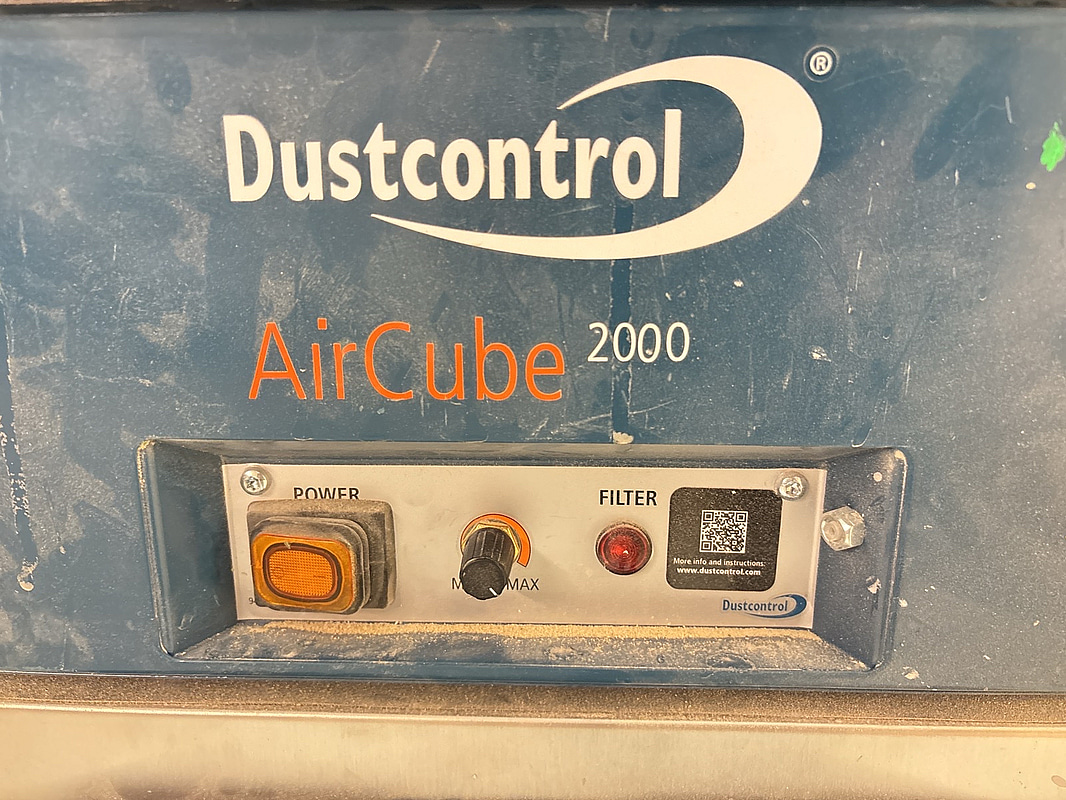 Dustcontrol®
AirCube 2000
POWER
FILTER
MAX
More info and instructions:
www.dustcontrol.com
Dustcontrol